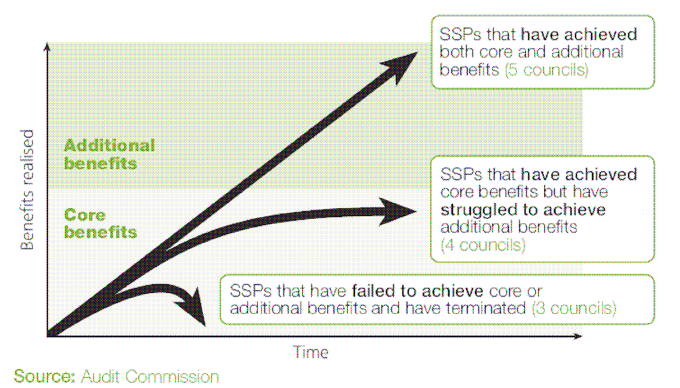 SSPs that have achieved
both core and additional
benefits (5 councils)
Additional
benefits
SSPs that have achieved
core benefits but have
struggled to achieve
additional benefits
(4 councils)
Core
benefits
SSPs that have failed to achieve core or
additional benefits and have terminated (3 councils)
Benefits realised
Time
Source: Audit Commission